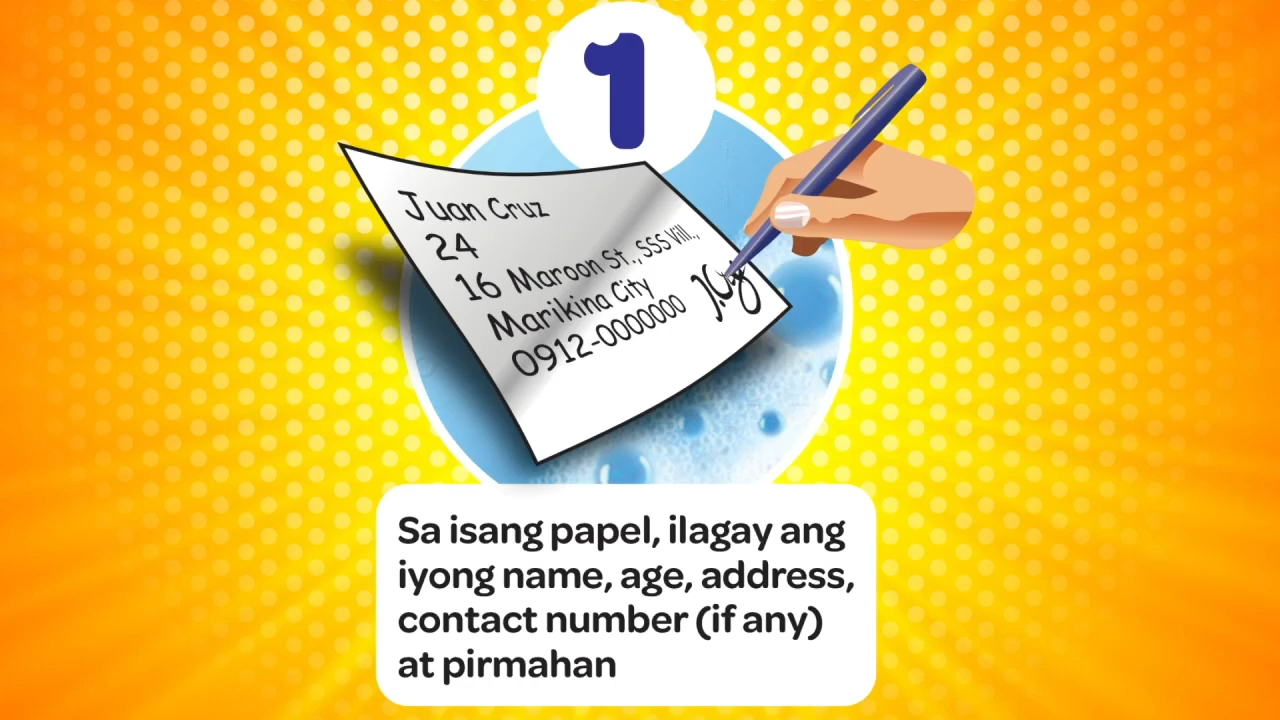 1
Juan Cruz
24
16 Maroon St., SSS Vill.,
Marikina City
0912-0000000
J.Cruz
Sa isang papel, ilagay ang
iyong name, age, address,
contact number (if any)
at pirmahan